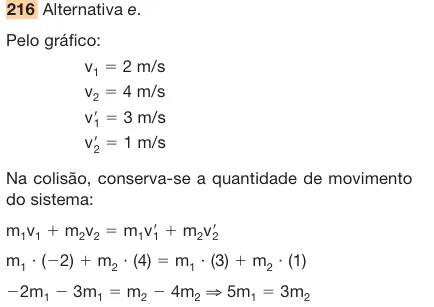 216 Alternativa e.
Pelo gráfico:
v₁ = 2 m/s
v₂ = 4 m/s
v′₁ = 3 m/s
v′₂ = 1 m/s
Na colisão, conserva-se a quantidade de movimento
do sistema:
m₁v₁ + m₂v₂ = m₁v′₁ + m₂v′₂
m₁ · (−2) + m₂ · (4) = m₁ · (3) + m₂ · (1)
−2m₁ − 3m₁ = m₂ − 4m₂ ⇒ 5m₁ = 3m₂